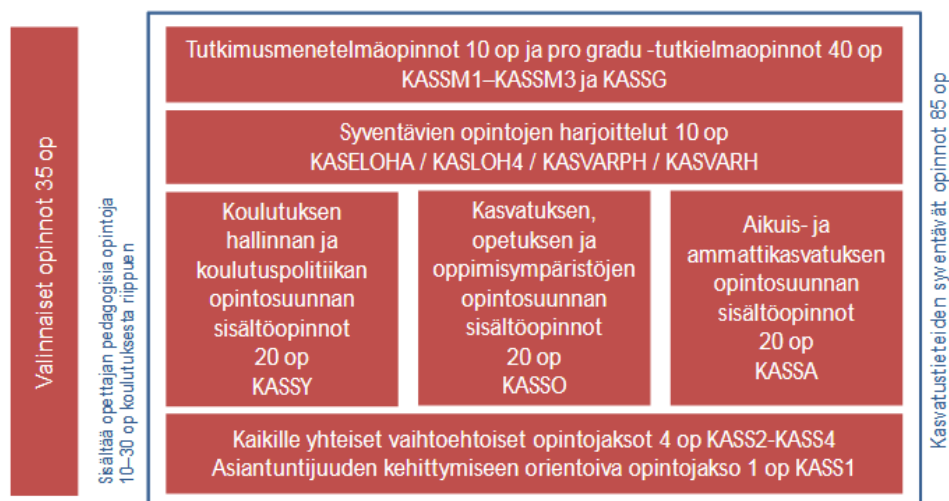 Valinnaiset opinnot 35 op
Sisältää opettajan pedagogisia opintoja
10–30 op koulutuksesta riippuen
Tutkimusmenetelmäopinnot 10 op ja pro gradu -tutkielmaopinnot 40 op
KASSM1–KASSM3 ja KASSG
Syventävien opintojen harjoittelut 10 op
KASELOHA / KASLOH4 / KASVARPH / KASVARH
Koulutuksen
hallinnan ja
koulutuspolitiikan
opintosuunnan
sisältöopinnot
20 op
KASSY
Kasvatuksen,
opetuksen ja
oppimisympäristöjen
opintosuunnan
sisältöopinnot
20 op
KASSO
Aikuis- ja
ammattikasvatuksen
opintosuunnan
sisältöopinnot
20 op
KASSA
Kaikille yhteiset vaihtoehtoiset opintojaksot 4 op KASS2-KASS4
Asiantuntijuuden kehittymiseen orientoiva opintojakso 1 op KASS1
Kasvatustieteiden syventävät opinnot 85 op